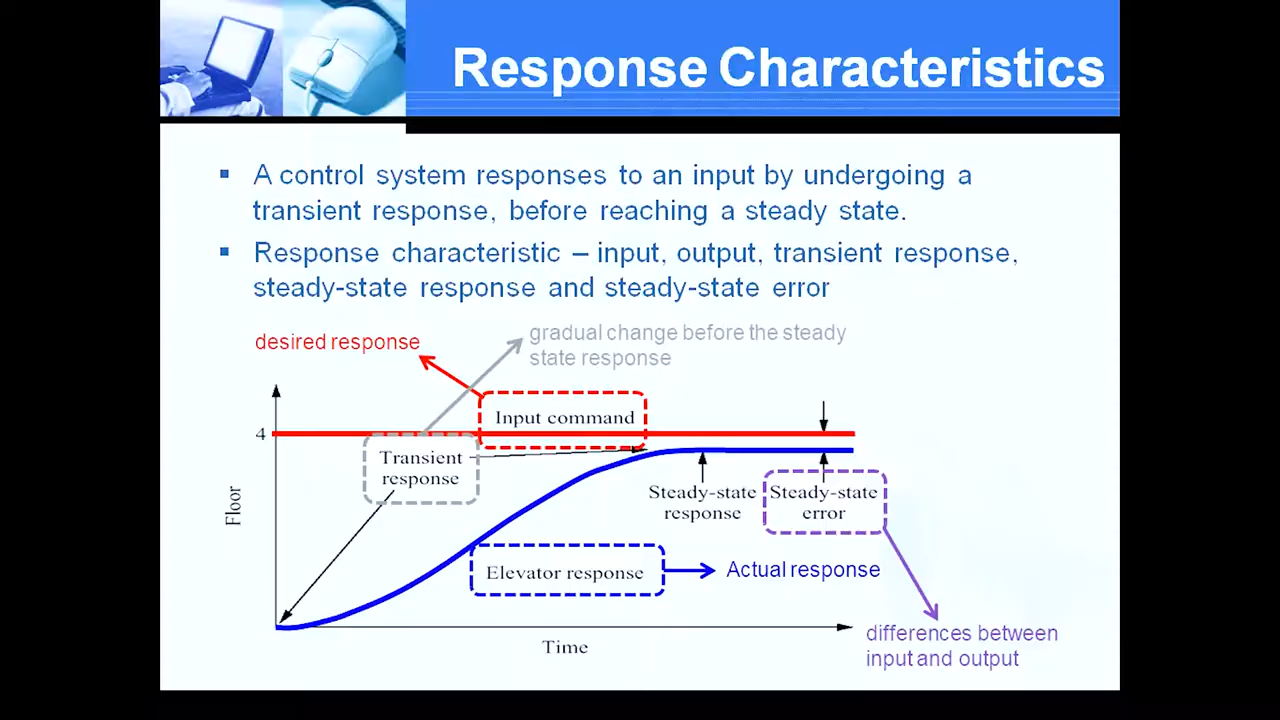 Response Characteristics
▪ A control system responses to an input by undergoing a
transient response, before reaching a steady state.
▪ Response characteristic – input, output, transient response,
steady-state response and steady-state error
gradual change before the steady
state response
desired response
Input command
4
Transient
response
Steady-state
response
Steady-state
error
Floor
Elevator response
Actual response
Time
differences between
input and output